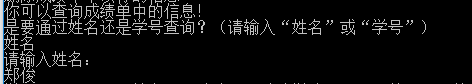 你可以查询成绩单中的信息！
是要通过姓名还是学号查询？（请输入“姓名”或“学号”）
姓名
请输入姓名：
郑俊